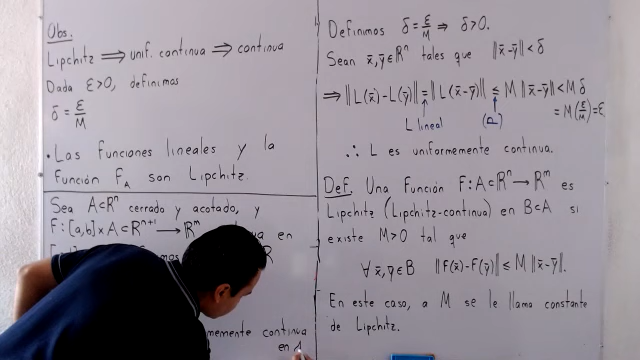 Obs.
Lipchitz ⟹ unif. continua ⟹ continua
Dada ε>0, definimos
δ = ε/M
• Las funciones lineales y la
función f_A son Lipchitz.
Sea A⊂ℝⁿ cerrado y acotado, y
F:[a,b]×A⊂ℝⁿ⁺¹ ⟶ ℝᵐ
en
ℝ
continua
en A
Definimos δ = ε/M ⟹ δ>0.
Sean x̄,ȳ∈ℝⁿ tales que ‖x̄-ȳ‖<δ
⟹ ‖L(x̄)-L(ȳ)‖ = ‖L(x̄-ȳ)‖ ≤ M‖x̄-ȳ‖ < Mδ
= M(ε/M) = ε
L lineal
∴ L es uniformemente continua.
Def. Una función F:A⊂ℝⁿ⟶ℝᵐ es
Lipchitz (Lipchitz-continua) en B⊂A si
existe M>0 tal que
∀ x̄,ȳ∈B ‖F(x̄)-F(ȳ)‖ ≤ M‖x̄-ȳ‖.
En este caso, a M se le llama constante
de Lipchitz.